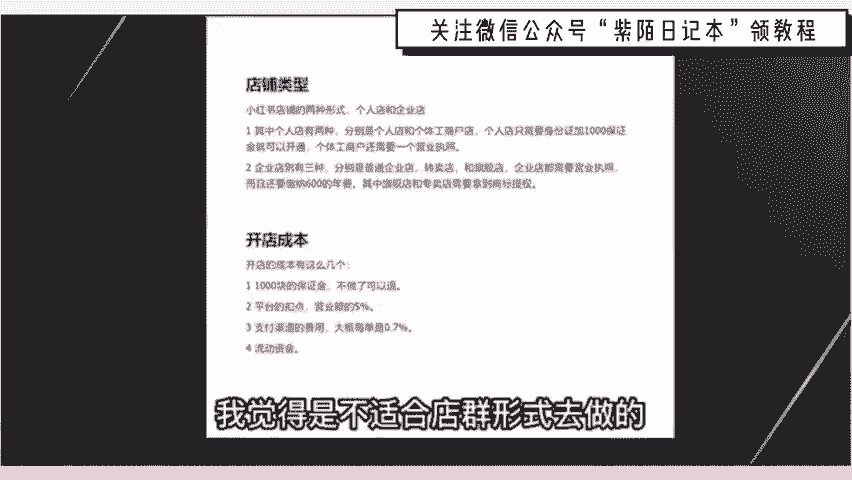 关注微信公众号“紫陌日记本”领教程
店铺类型
小红书店铺的两种形式，个人店和企业店
1 其中个人店有两种，分别是个人店和个体工商户店，个人店只需要身份证加1000保证
金就可以开通，个体工商户还需要一个营业执照。
2 企业店则有三种，分别是普通企业店，专卖店，和旗舰店，企业店都需要营业执照，
而且还要缴纳600的年费，其中旗舰店和专卖店需要拿到商标授权。
开店成本
开店的成本有这么几个：
1 1000块的保证金，不做了可以退。
2 平台的扣点，营业额的5%。
3 支付渠道的费用，大概每单是0.7%。
4 流动资金。
我觉得是不适合店群形式去做的